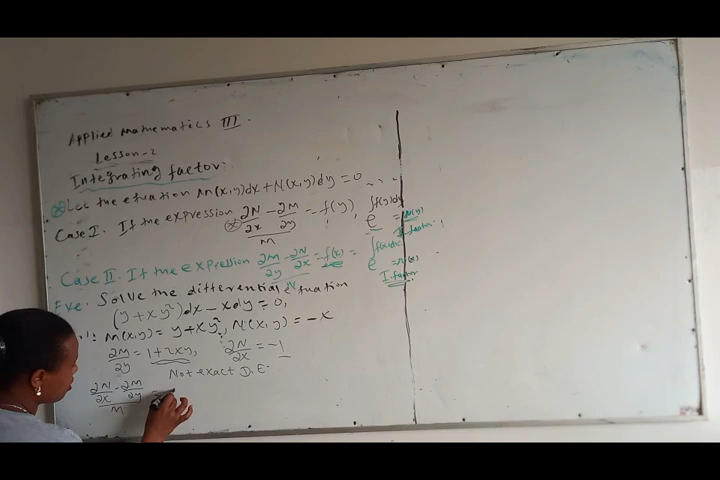 Applied Mathematics III.
Lesson-2
Integrating factor.
⊗ Let the equation M(x,y)dx + N(x,y)dy = 0
Case I. If the expression (∂N/∂x - ∂M/∂y)/M = f(y), e^∫f(y)dy = N(y)
I. factor.
Case II. If the expression (∂M/∂y - ∂N/∂x)/N = f(x) = e^∫f(x)dx
I. factor
Exe. Solve the differential equation
(y + xy²)dx - xdy = 0,
M(x,y) = y + xy², N(x,y) = -x
∂M/∂y = 1+2xy, ∂N/∂x = -1
Not exact D.E.
(∂N/∂x - ∂M/∂y)/M =